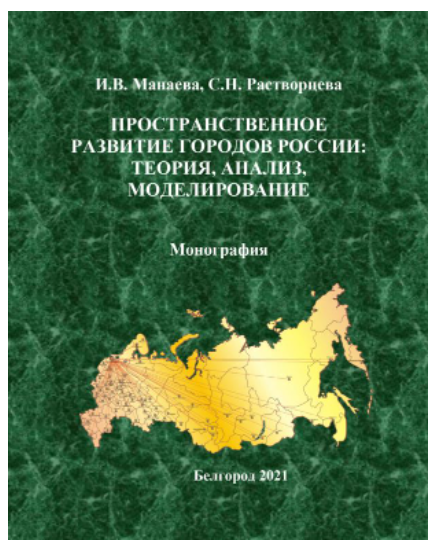 И.В. Манаева, С.Н. Растворцева
ПРОСТРАНСТВЕННОЕ
РАЗВИТИЕ ГОРОДОВ РОССИИ:
ТЕОРИЯ, АНАЛИЗ,
МОДЕЛИРОВАНИЕ
Монография
Белгород 2021